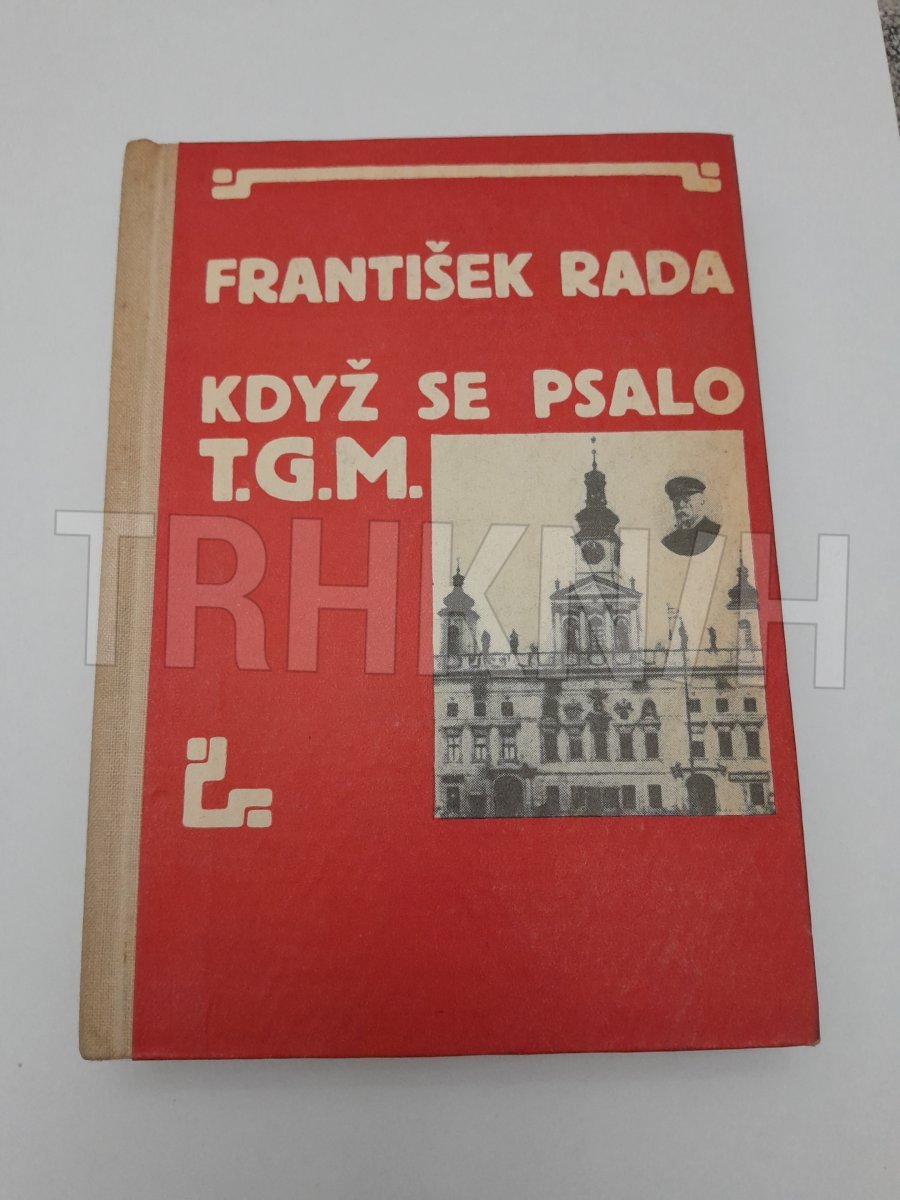 FRANTIŠEK RADA
KDYŽ SE PSALO
T.G.M.
TRHKNIH